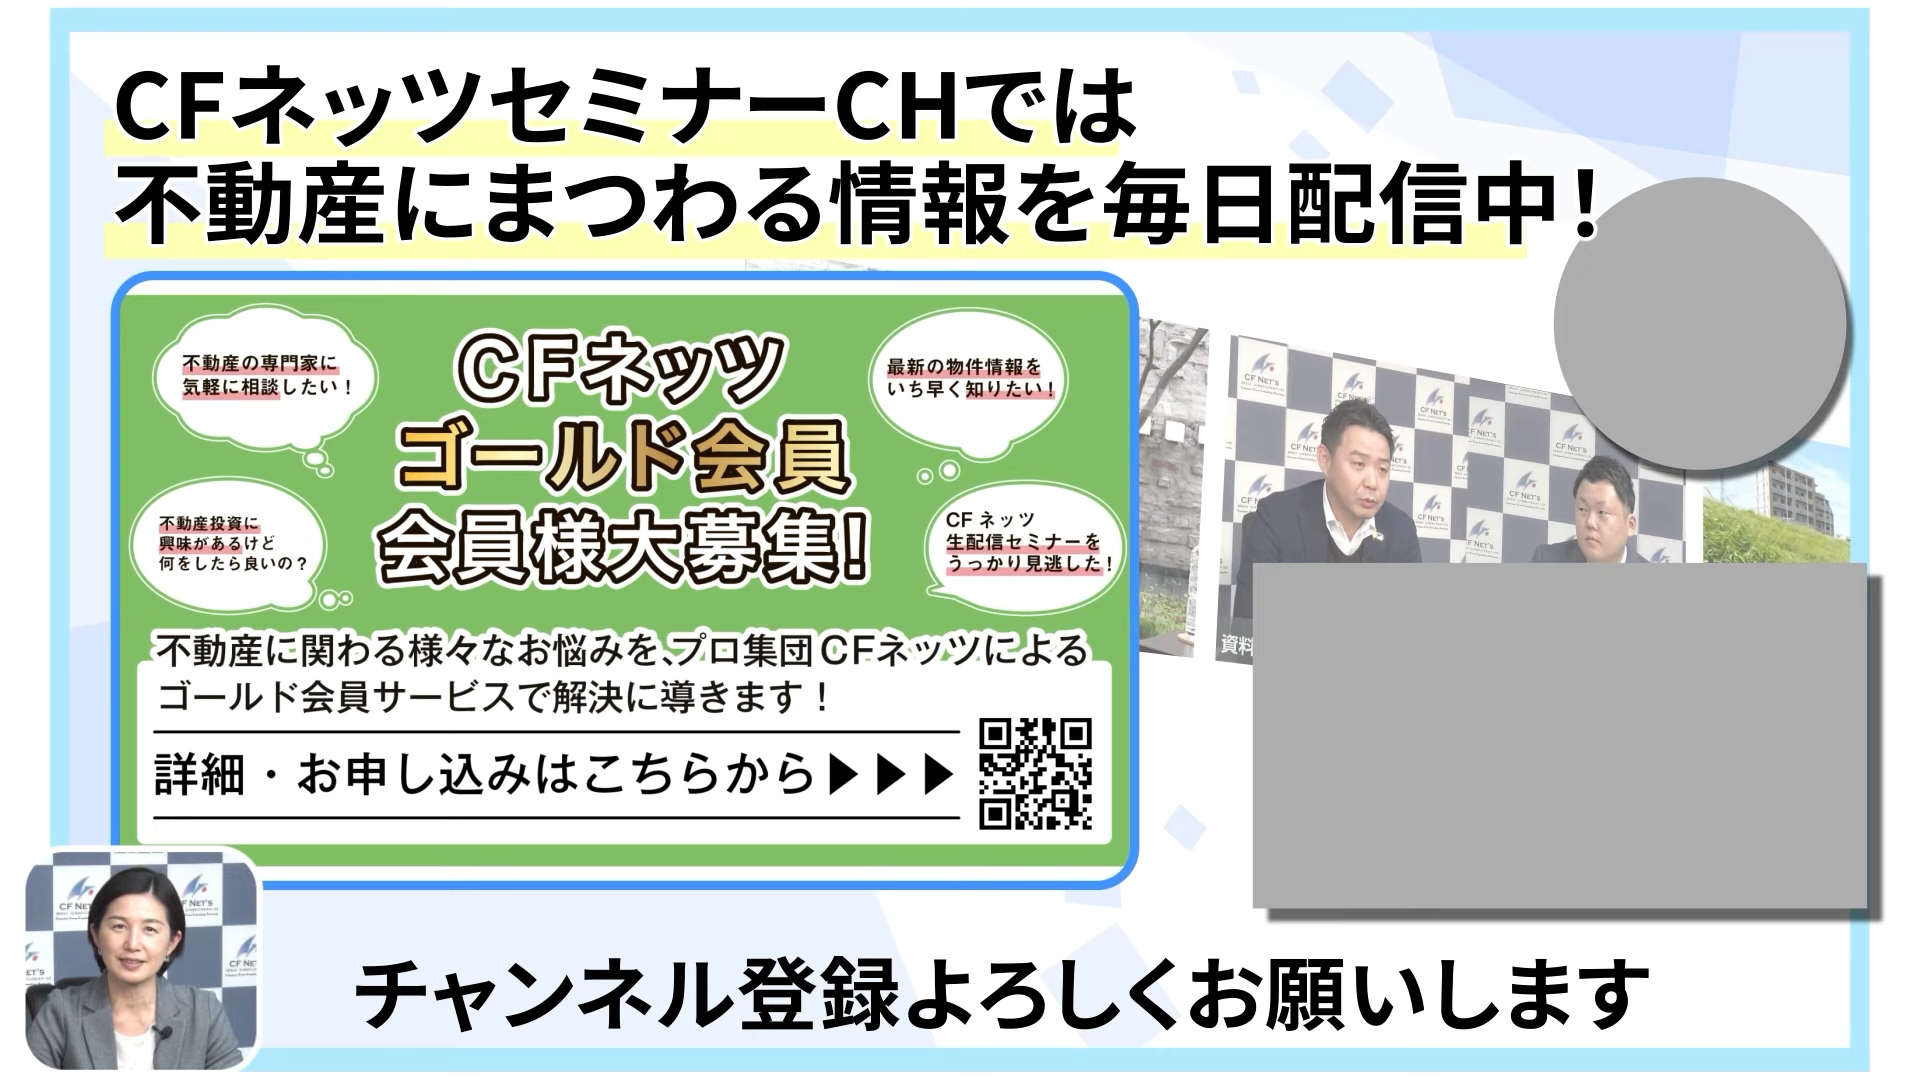 CFネッツセミナーCHでは
不動産にまつわる情報を毎日配信中!
不動産の専門家に
気軽に相談したい!
CFネッツ
ゴールド会員
会員様大募集!
最新の物件情報を
いち早く知りたい!
不動産投資に
興味があるけど
何をしたら良いの?
CFネッツ
生配信セミナーを
うっかり見逃した!
不動産に関わる様々なお悩みを、プロ集団CFネッツによる
ゴールド会員サービスで解決に導きます!
詳細・お申し込みはこちらから▶▶▶
CF NET'S
資料
チャンネル登録よろしくお願いします